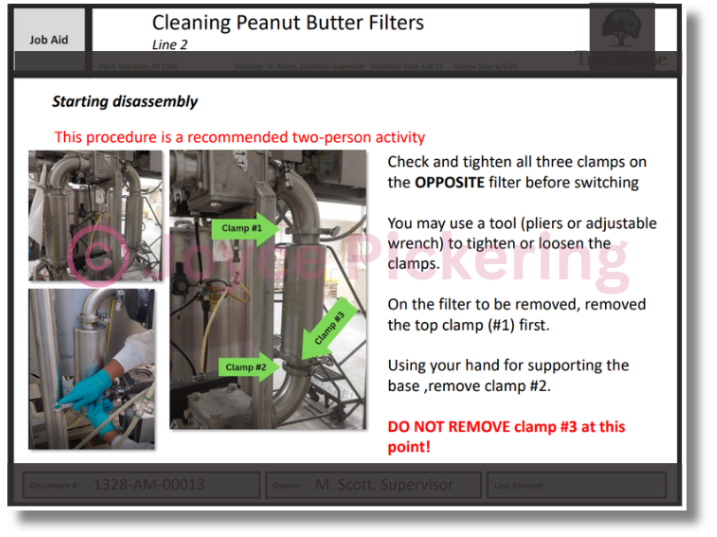 Job Aid
Cleaning Peanut Butter Filters
Line 2
Plant: Lancaster, PA 1328 Validator: M. Rivera, Sanitation Supervisor Validation Date: 6/8/25 Review Date: 6/8/25
Starting disassembly
This procedure is a recommended two-person activity
Check and tighten all three clamps on
the OPPOSITE filter before switching
You may use a tool (pliers or adjustable
wrench) to tighten or loosen the
clamps.
On the filter to be removed, removed
the top clamp (#1) first.
Using your hand for supporting the
base ,remove clamp #2.
DO NOT REMOVE clamp #3 at this
point!
Clamp #1
Clamp #3
Clamp #2
© Joyce Pickering
Document #: 1328-AM-00013 Owner: M. Scott, Supervisor Last Revised: